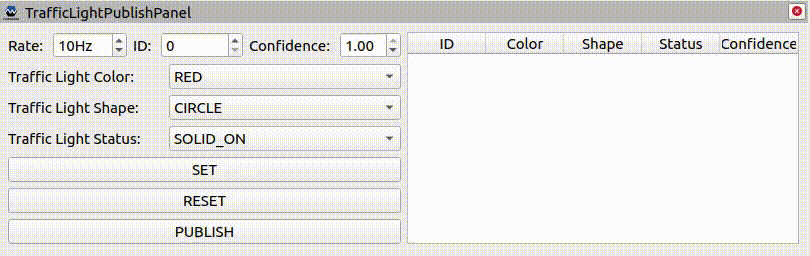 TrafficLightPublishPanel
Rate: 10Hz ID: 0 Confidence: 1.00
Traffic Light Color: RED
Traffic Light Shape: CIRCLE
Traffic Light Status: SOLID_ON
SET
RESET
PUBLISH
ID Color Shape Status Confidence